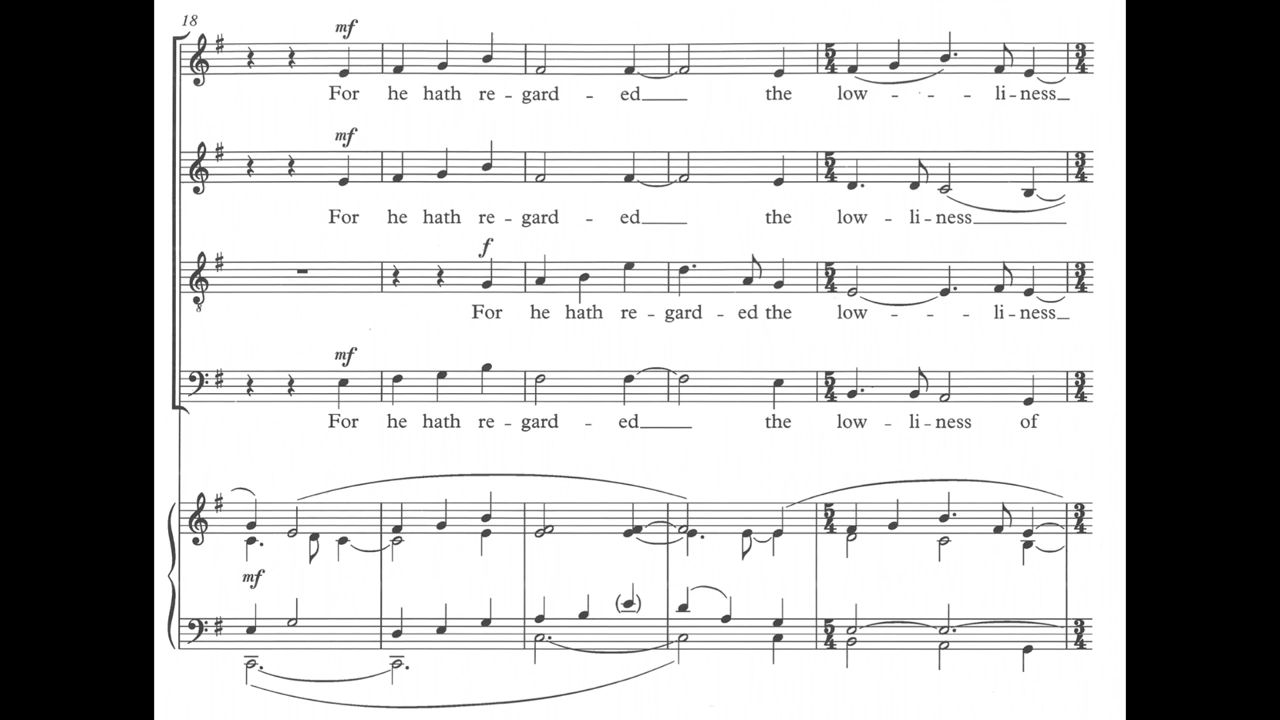 18
mf
For he hath re - gard - ed the low - - - li - ness
mf
For he hath re - gard - ed the low - li - ness
f
For he hath re - gard - ed the low - - - li - ness
mf
For he hath re - gard - ed the low - li - ness of
mf